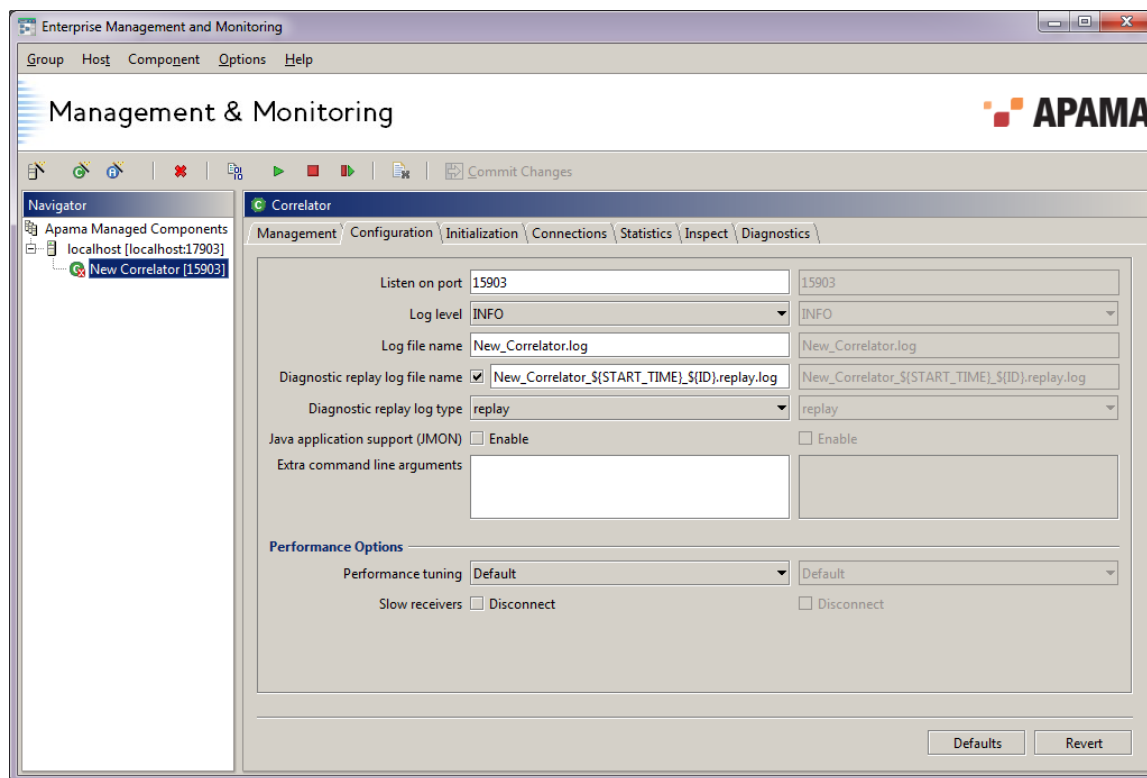 Enterprise Management and Monitoring
Group Host Component Options Help
Management & Monitoring
APAMA
Commit Changes
Navigator
Apama Managed Components
localhost [localhost:17903]
New Correlator [15903]
Correlator
Management Configuration Initialization Connections Statistics Inspect Diagnostics
Listen on port 15903 15903
Log level INFO INFO
Log file name New_Correlator.log New_Correlator.log
Diagnostic replay log file name New_Correlator_${START_TIME}_${ID}.replay.log New_Correlator_${START_TIME}_${ID}.replay.log
Diagnostic replay log type replay replay
Java application support (JMON) Enable Enable
Extra command line arguments
Performance Options
Performance tuning Default Default
Slow receivers Disconnect Disconnect
Defaults Revert